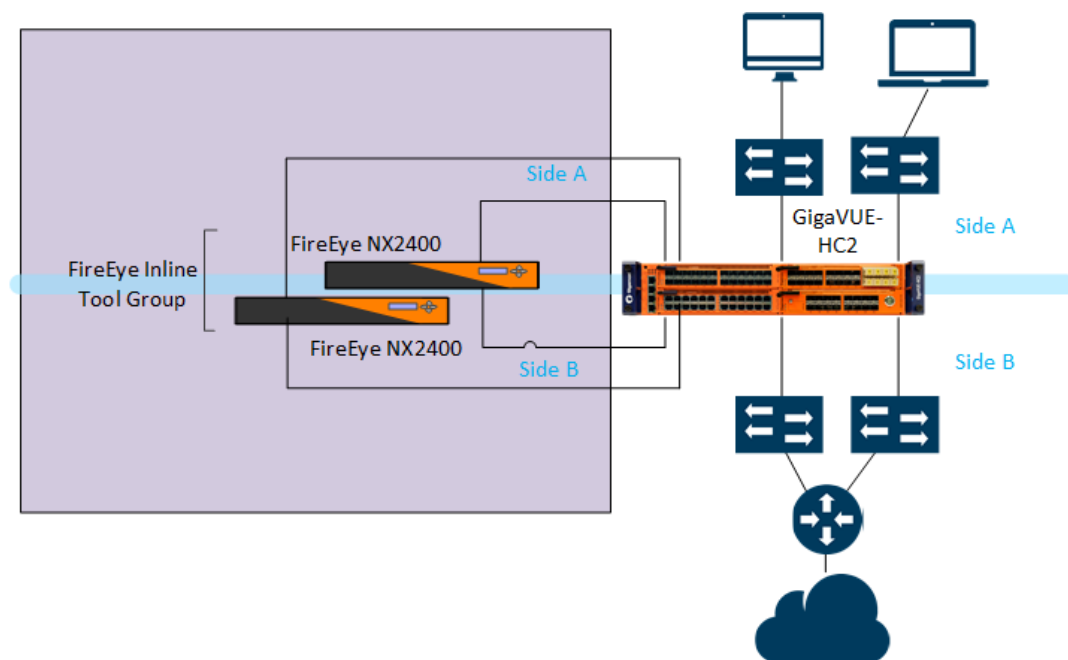 Side A
GigaVUE-
HC2
Side A
FireEye NX2400
FireEye Inline
Tool Group
FireEye NX2400
Side B
Side B